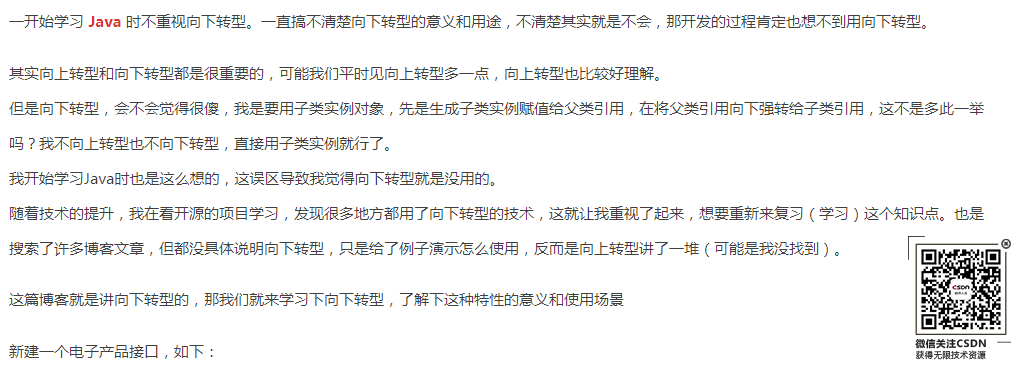 一开始学习 Java 时不重视向下转型。一直搞不清楚向下转型的意义和用途，不清楚其实就是不会，那开发的过程肯定也想不到用向下转型。
其实向上转型和向下转型都是很重要的，可能我们平时见向上转型多一点，向上转型也比较好理解。
但是向下转型，会不会觉得很傻，我是要用子类实例对象，先是生成子类实例赋值给父类引用，在将父类引用向下强转给子类引用，这不是多此一举
吗？我不向上转型也不向下转型，直接用子类实例就行了。
我开始学习Java时也是这么想的，这误区导致我觉得向下转型就是没用的。
随着技术的提升，我在看开源的项目学习，发现很多地方都用了向下转型的技术，这就让我重视了起来，想要重新来复习（学习）这个知识点。也是
搜索了许多博客文章，但都没具体说明向下转型，只是给了例子演示怎么使用，反而是向上转型讲了一堆（可能是我没找到）。
这篇博客就是讲向下转型的，那我们就来学习下向下转型，了解下这种特性的意义和使用场景
新建一个电子产品接口，如下：
CSDN
微信关注CSDN
获得无限技术资源